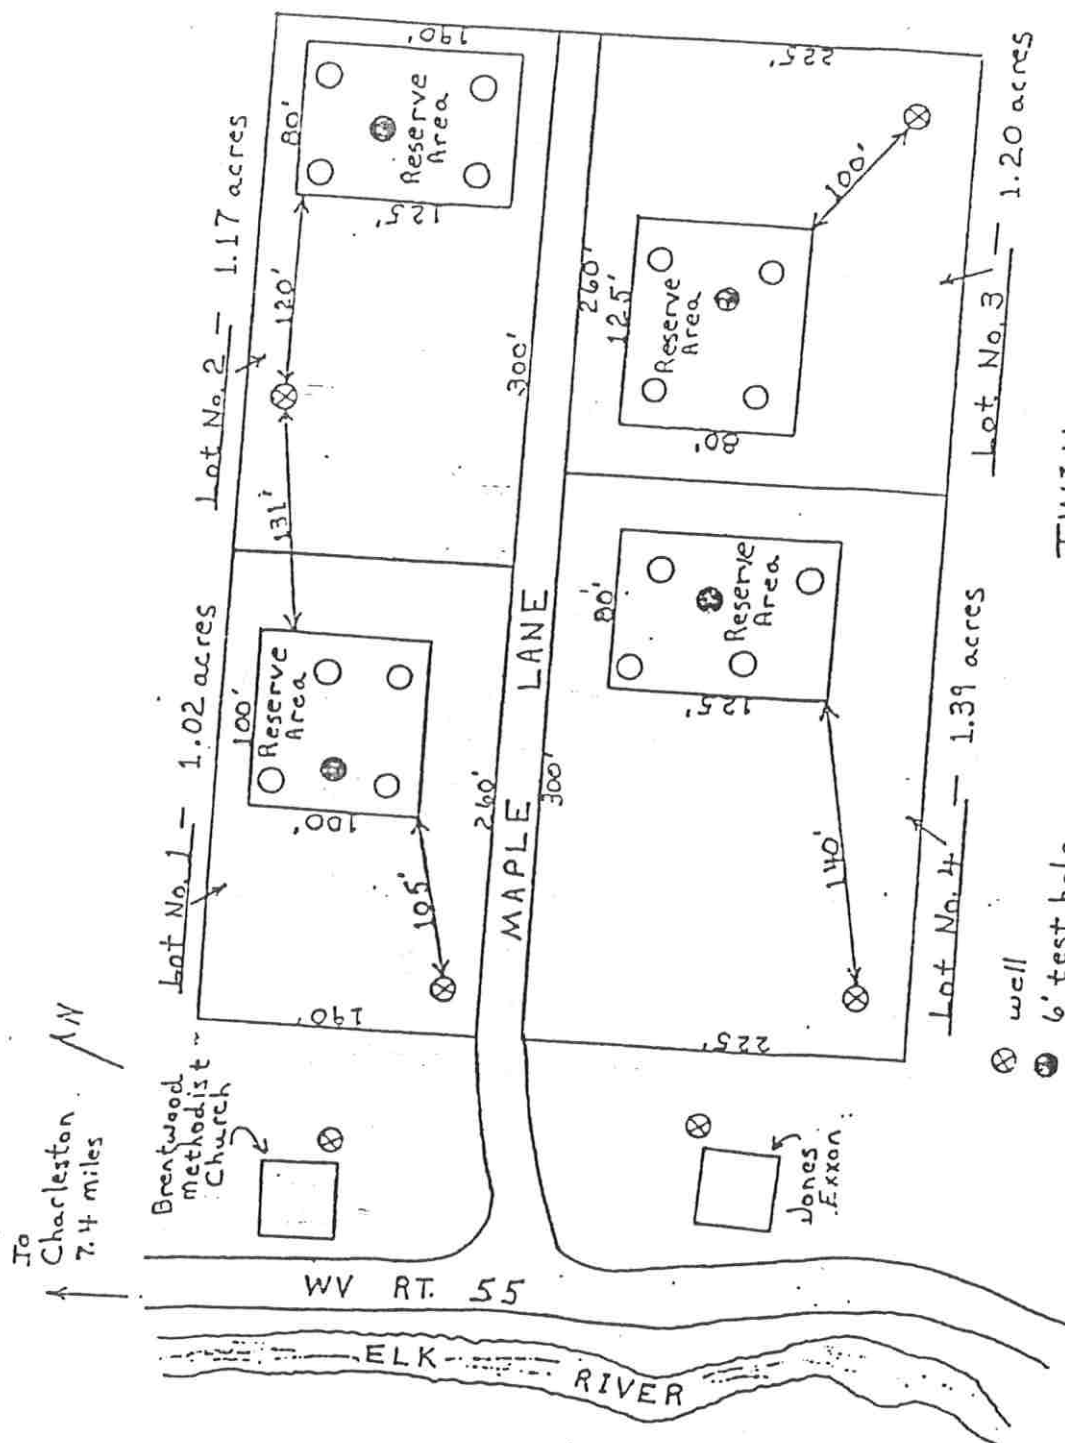 To
Charleston
7.4 miles
N
Brentwood
Methodist
Church
Lot No. 1 — 1.02 acres
190'
100'
100'
Reserve
Area
105'
260'
131'
Lot No. 2 — 1.17 acres
120'
80'
190'
125'
Reserve
Area
300'
MAPLE LANE
300'
260'
125'
80'
Reserve
Area
100'
225'
Lot No. 3 — 1.20 acres
80'
125'
Reserve
Area
140'
225'
Lot No. 4 — 1.39 acres
Jones
Exxon
WV RT. 55
ELK RIVER
well
6' test hole